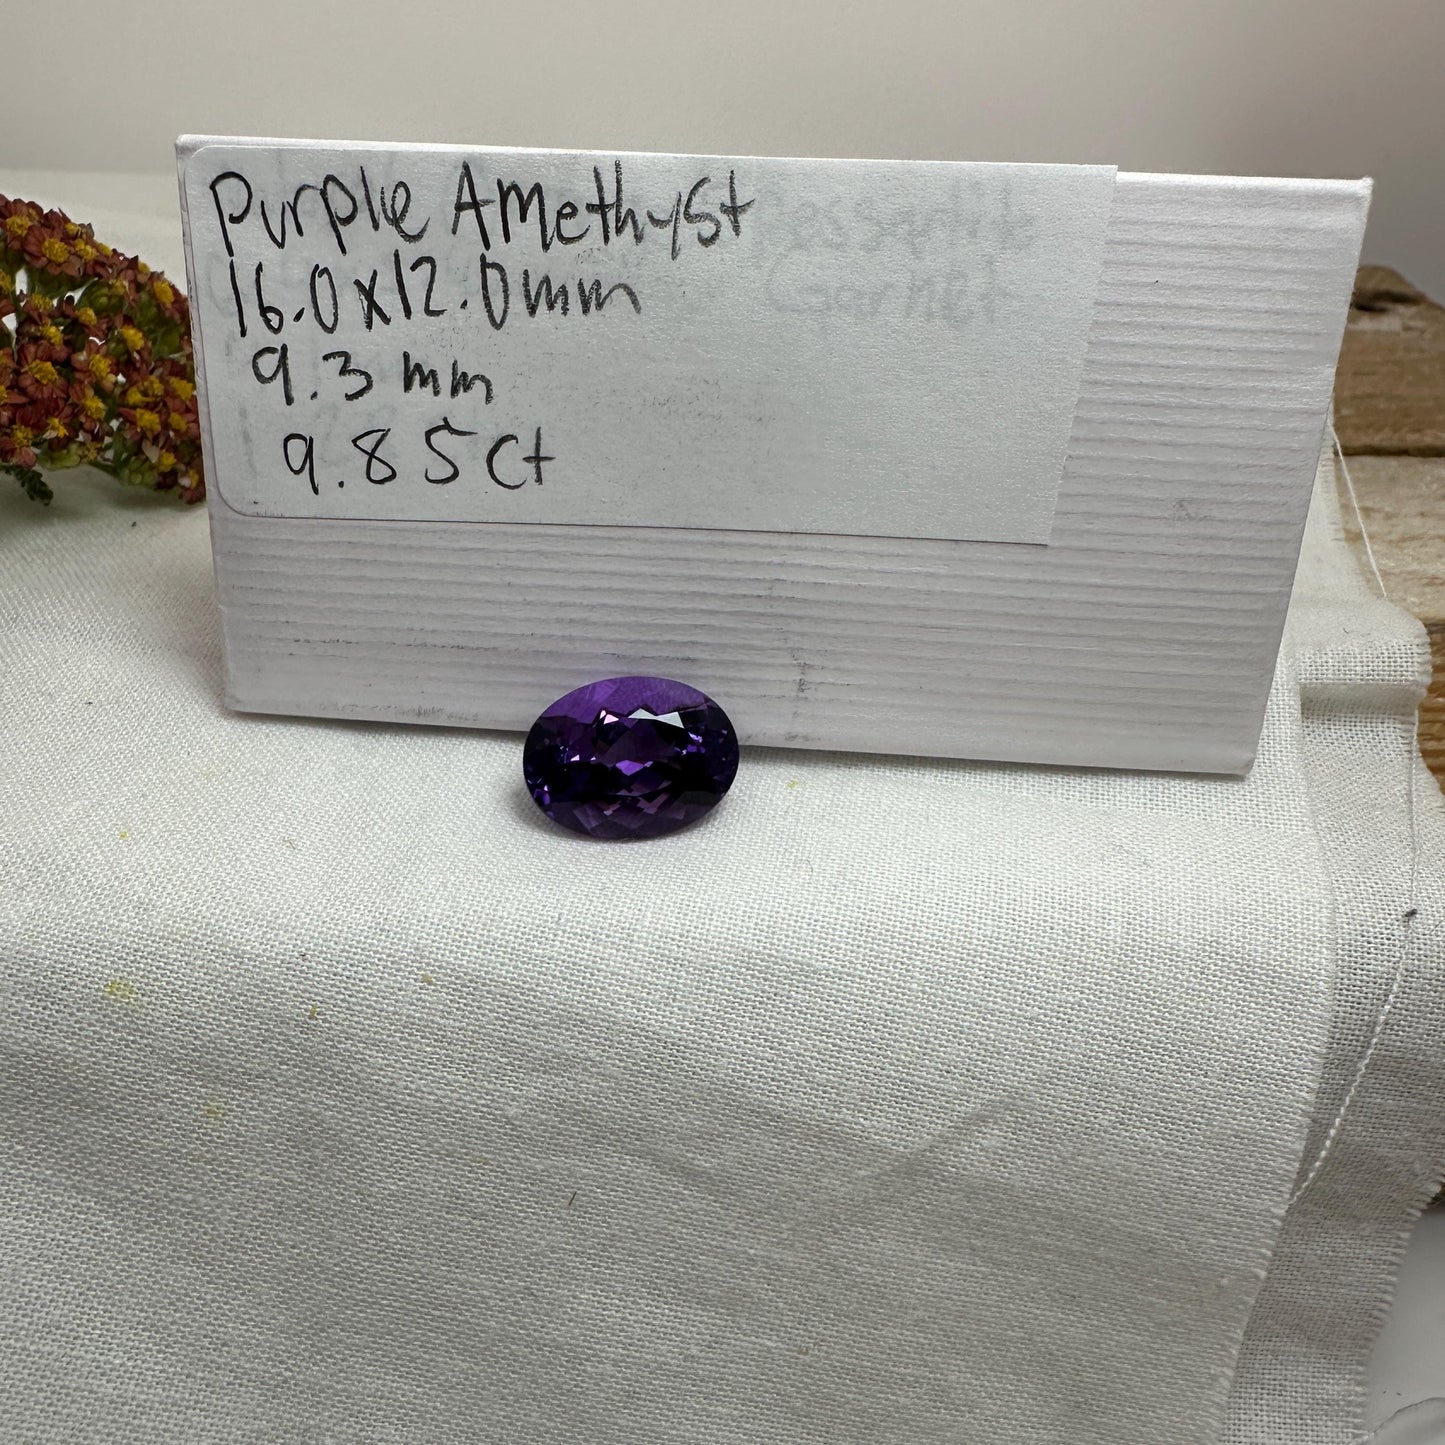 Purple Amethyst
16.0x12.0mm
9.3 mm
9.85ct